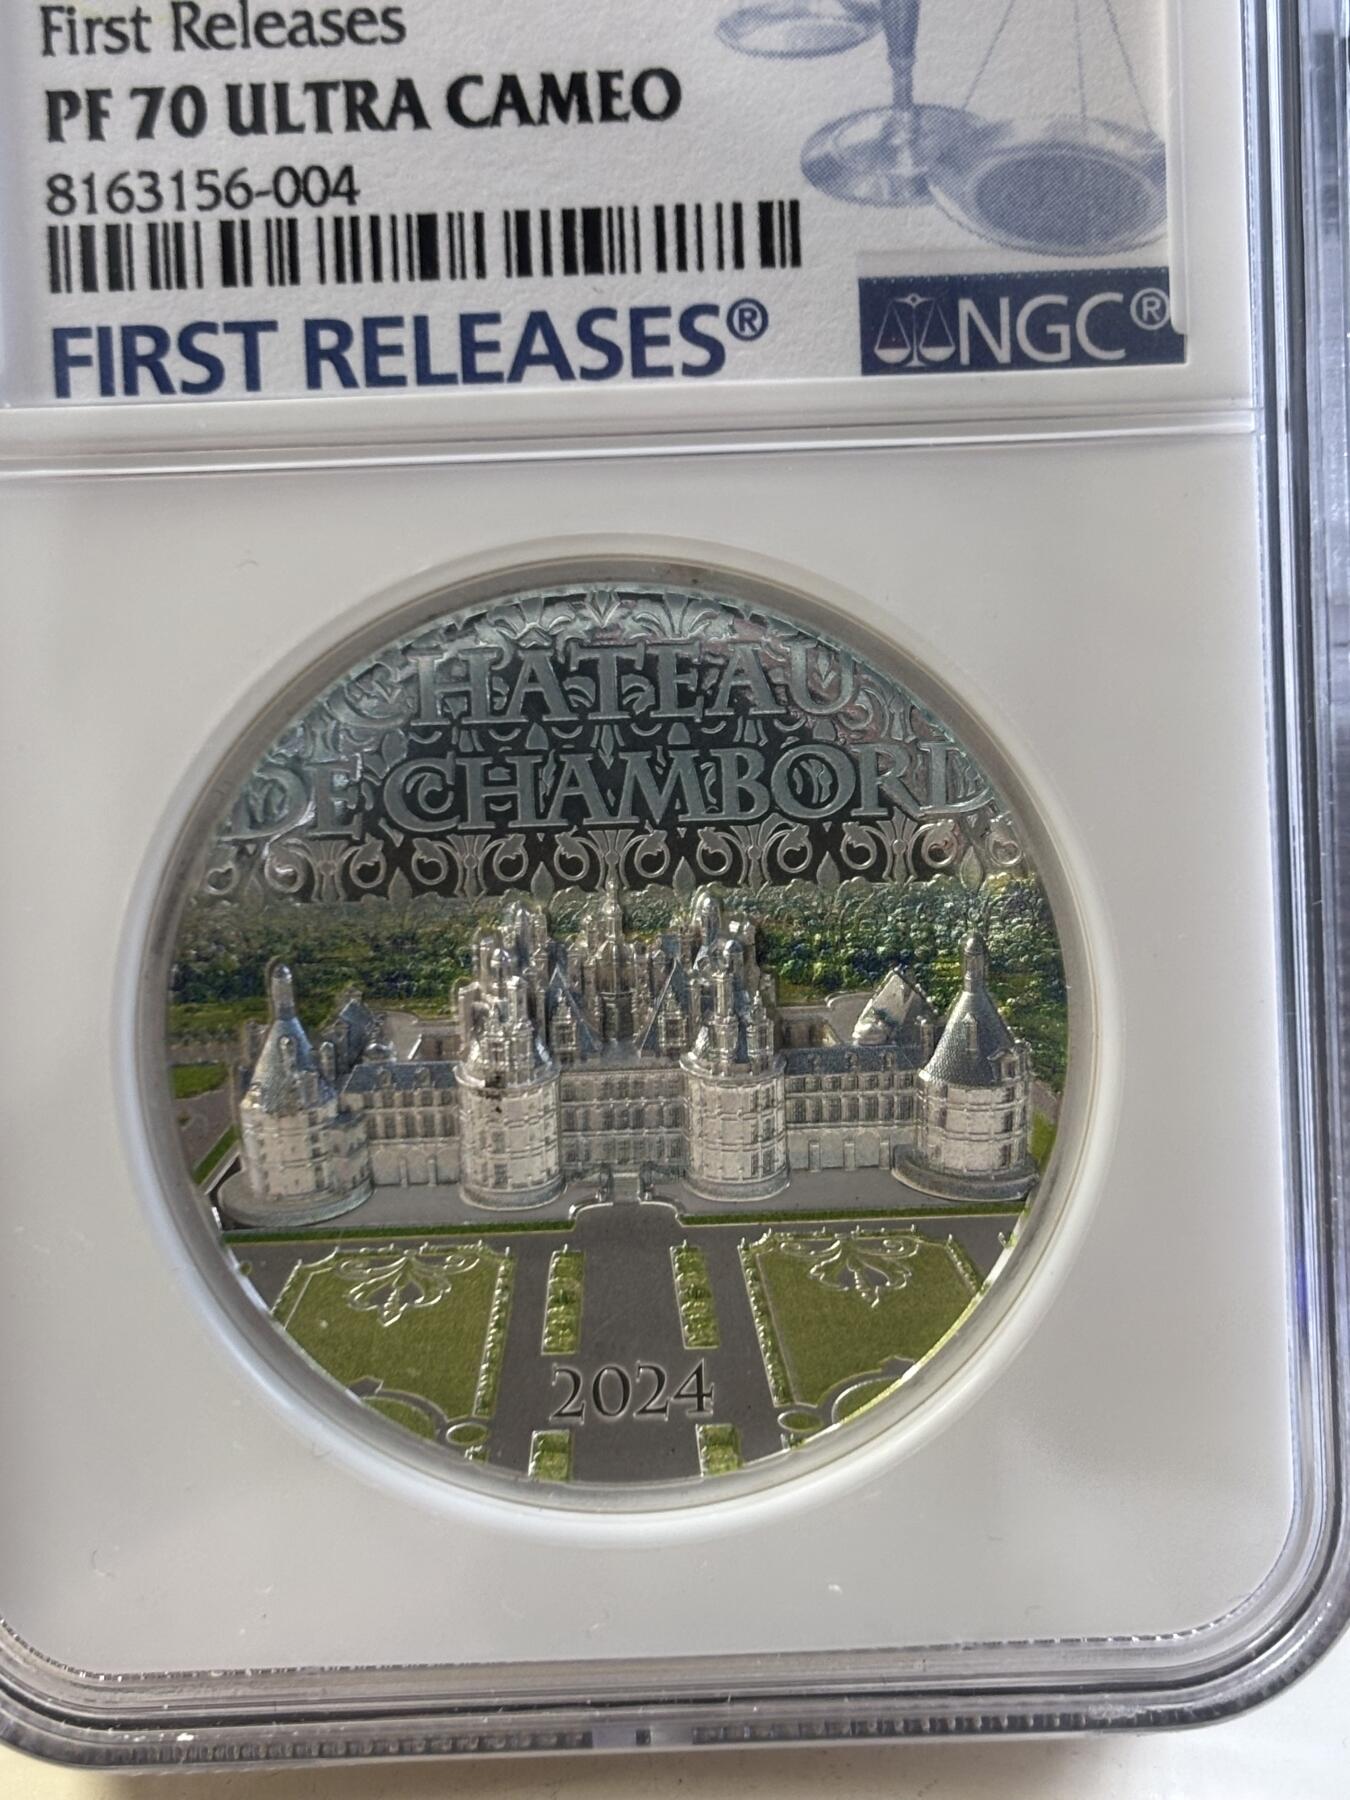 First Releases
PF 70 ULTRA CAMEO
8163156-004
FIRST RELEASES®
NGC®
CHATEAU
DE CHAMBORD
2024